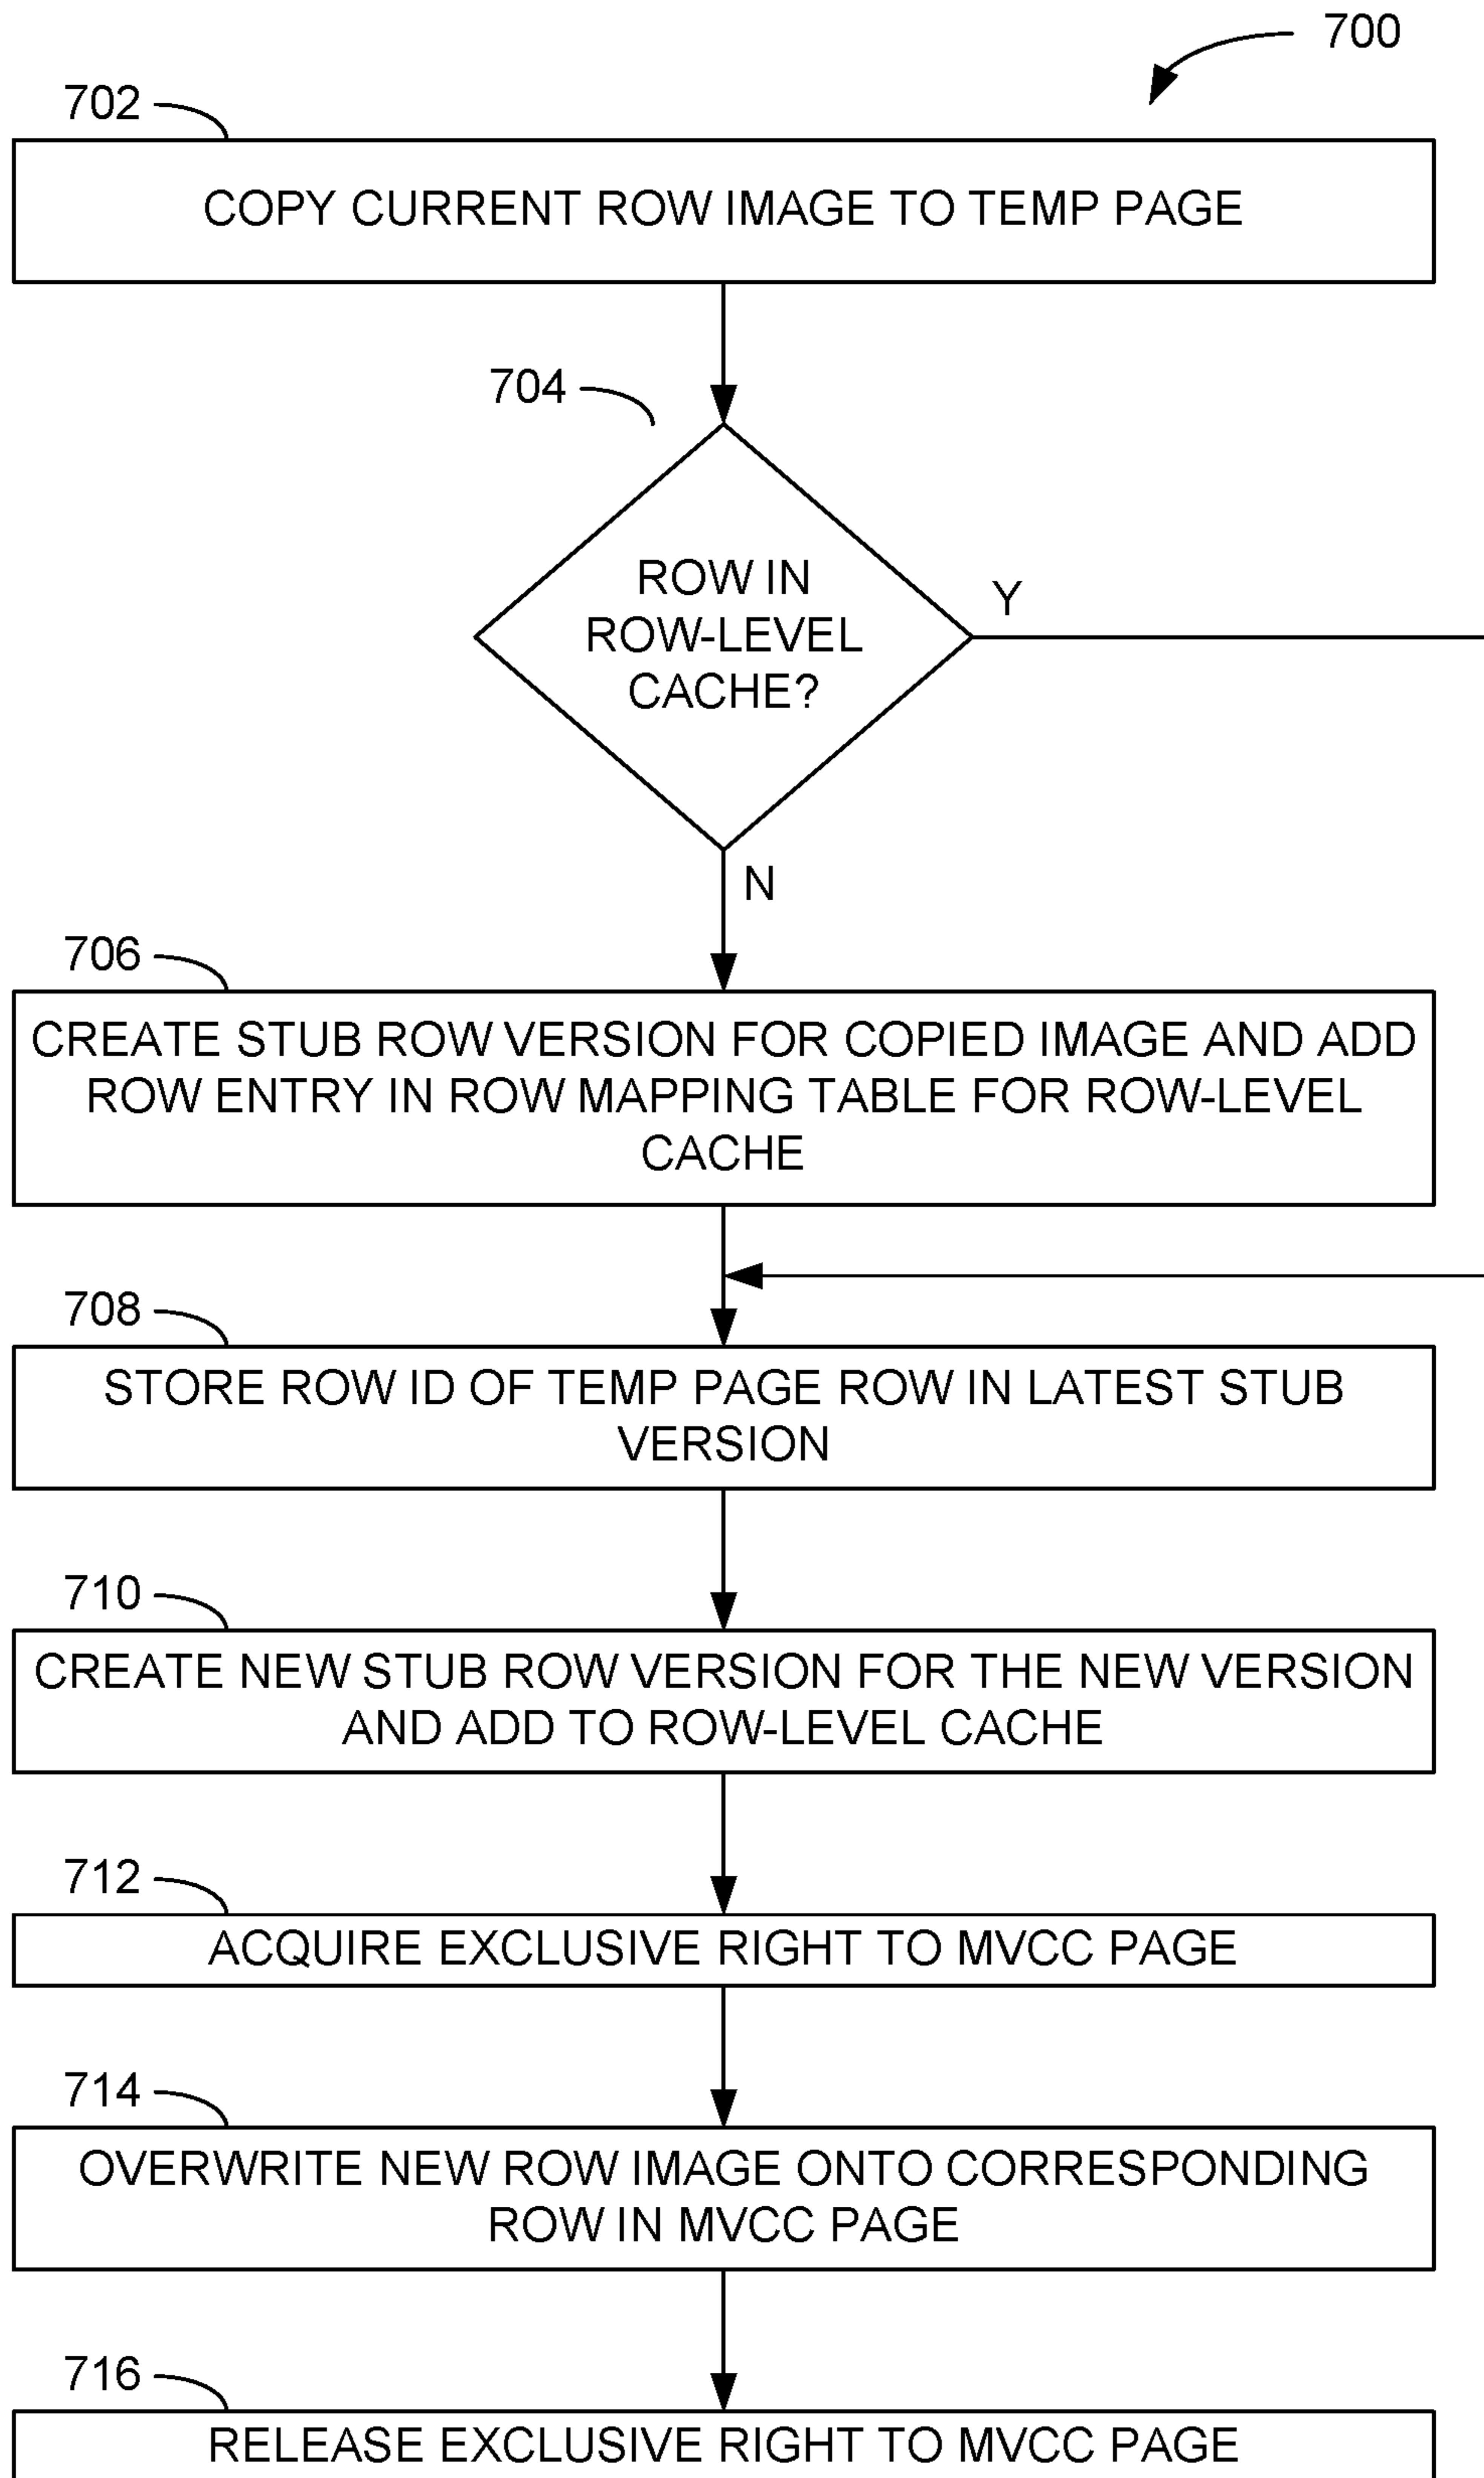 700
702
COPY CURRENT ROW IMAGE TO TEMP PAGE
704
ROW IN
ROW-LEVEL
CACHE?
Y
N
706
CREATE STUB ROW VERSION FOR COPIED IMAGE AND ADD
ROW ENTRY IN ROW MAPPING TABLE FOR ROW-LEVEL
CACHE
708
STORE ROW ID OF TEMP PAGE ROW IN LATEST STUB
VERSION
710
CREATE NEW STUB ROW VERSION FOR THE NEW VERSION
AND ADD TO ROW-LEVEL CACHE
712
ACQUIRE EXCLUSIVE RIGHT TO MVCC PAGE
714
OVERWRITE NEW ROW IMAGE ONTO CORRESPONDING
ROW IN MVCC PAGE
716
RELEASE EXCLUSIVE RIGHT TO MVCC PAGE